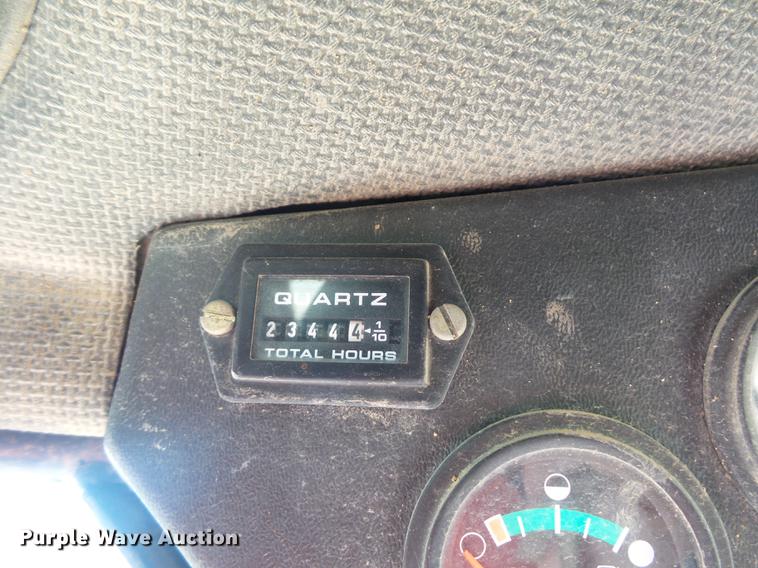 QUARTZ
23444 1/10
TOTAL HOURS
Purple Wave Auction